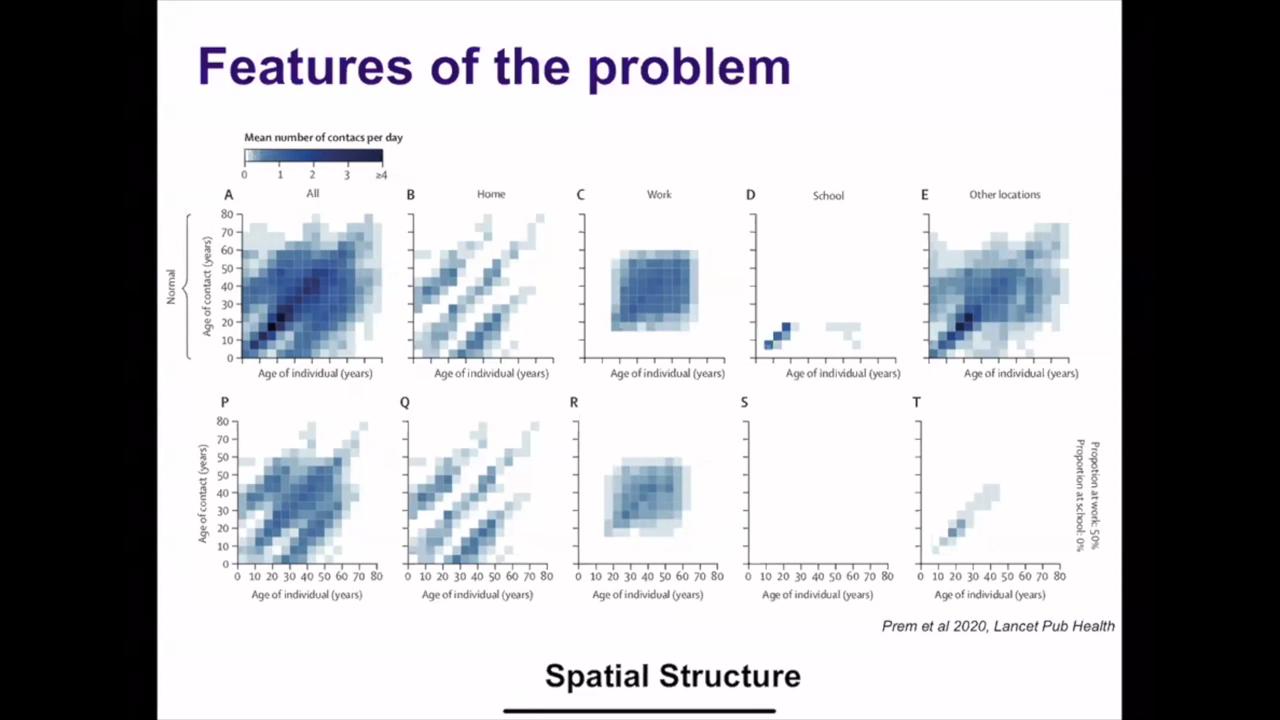 Features of the problem
Mean number of contacs per day
0 1 2 3 ≥4
A All B Home C Work D School E Other locations
Normal
Age of contact (years)
80
70
60
50
40
30
20
10
0
Age of individual (years) Age of individual (years) Age of individual (years) Age of individual (years) Age of individual (years)
P Q R S T
Age of contact (years)
80
70
60
50
40
30
20
10
0
0 10 20 30 40 50 60 70 80 0 10 20 30 40 50 60 70 80 0 10 20 30 40 50 60 70 80 0 10 20 30 40 50 60 70 80 0 10 20 30 40 50 60 70 80
Age of individual (years) Age of individual (years) Age of individual (years) Age of individual (years) Age of individual (years)
Propotion at work: 50%
Proportion at school: 0%
Prem et al 2020, Lancet Pub Health
Spatial Structure